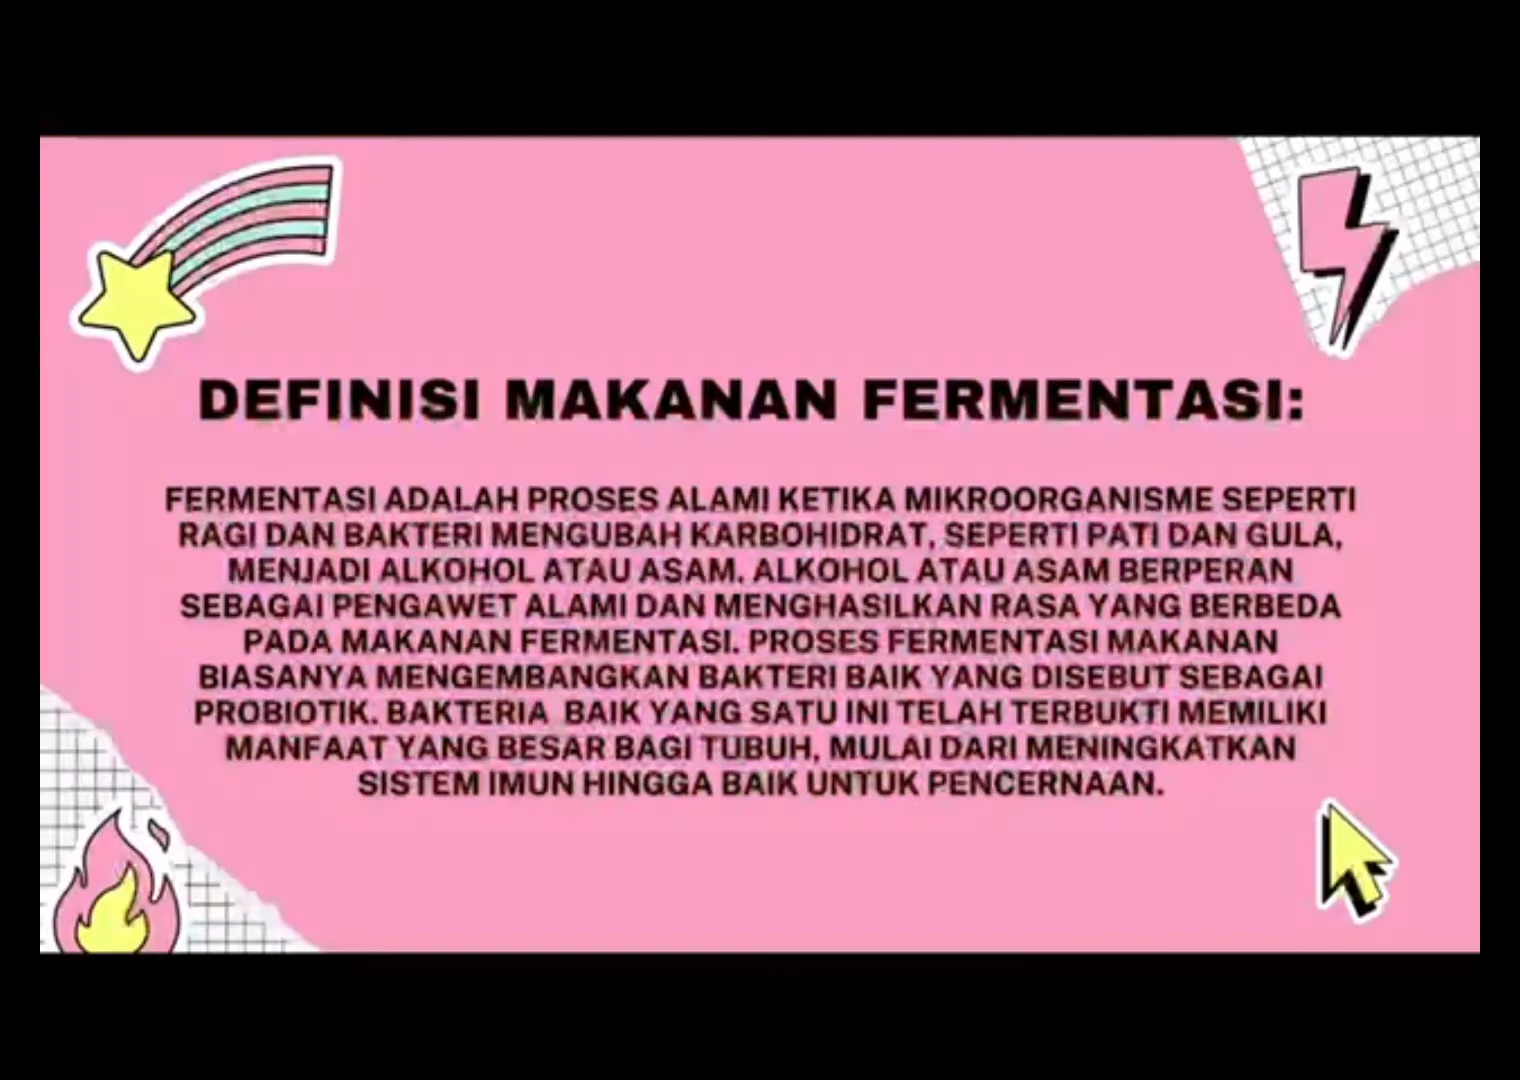 DEFINISI MAKANAN FERMENTASI:
FERMENTASI ADALAH PROSES ALAMI KETIKA MIKROORGANISME SEPERTI
RAGI DAN BAKTERI MENGUBAH KARBOHIDRAT, SEPERTI PATI DAN GULA,
MENJADI ALKOHOL ATAU ASAM. ALKOHOL ATAU ASAM BERPERAN
SEBAGAI PENGAWET ALAMI DAN MENGHASILKAN RASA YANG BERBEDA
PADA MAKANAN FERMENTASI. PROSES FERMENTASI MAKANAN
BIASANYA MENGEMBANGKAN BAKTERI BAIK YANG DISEBUT SEBAGAI
PROBIOTIK. BAKTERIA BAIK YANG SATU INI TELAH TERBUKTI MEMILIKI
MANFAAT YANG BESAR BAGI TUBUH, MULAI DARI MENINGKATKAN
SISTEM IMUN HINGGA BAIK UNTUK PENCERNAAN.